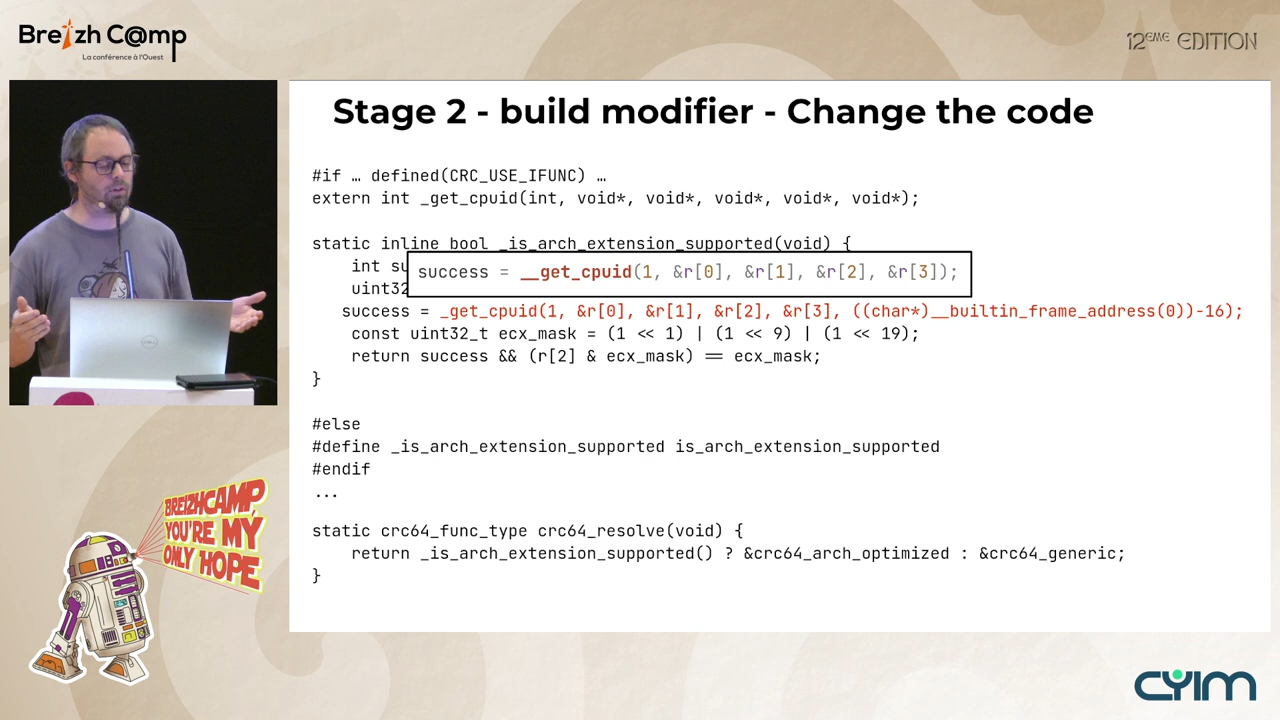 Breizh C@mp
La conférence à l'Ouest
12ÈME EDITION
Stage 2 - build modifier - Change the code
#if … defined(CRC_USE_IFUNC) …
extern int _get_cpuid(int, void*, void*, void*, void*, void*);
static inline bool _is_arch_extension_supported(void) {
int su
success = __get_cpuid(1, &r[0], &r[1], &r[2], &r[3]);
uint32
success = _get_cpuid(1, &r[0], &r[1], &r[2], &r[3], ((char*)__builtin_frame_address(0))-16);
const uint32_t ecx_mask = (1 << 1) | (1 << 9) | (1 << 19);
return success && (r[2] & ecx_mask) == ecx_mask;
}
#else
#define _is_arch_extension_supported is_arch_extension_supported
#endif
...
static crc64_func_type crc64_resolve(void) {
return _is_arch_extension_supported() ? &crc64_arch_optimized : &crc64_generic;
}
BREIZHCAMP
YOU'RE MY
ONLY HOPE
DELL
CYIM